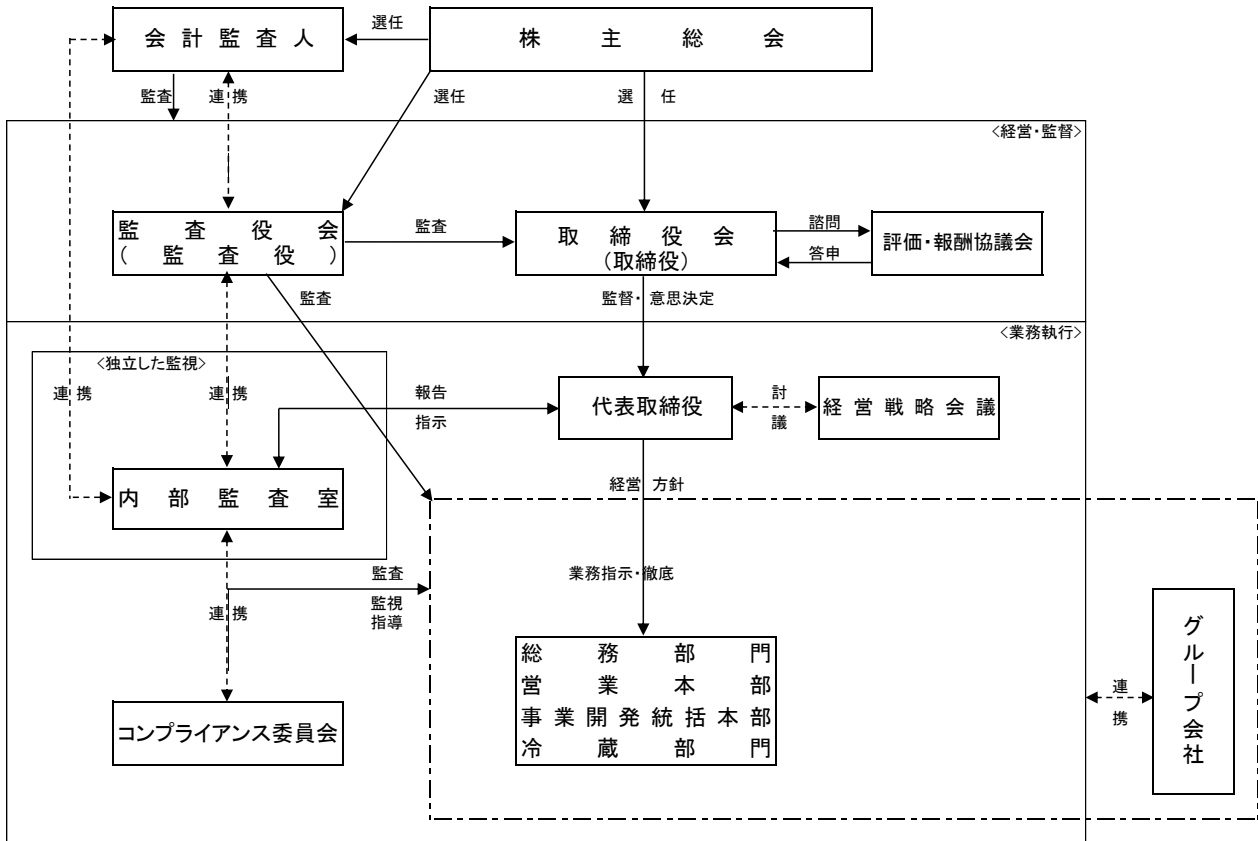 会計監査人
選任
株主総会
監査
連携
選任
選任
<経営・監督>
監査役会
(監査役)
監査
取締役会
(取締役)
諮問
答申
評価・報酬協議会
監査
監督・意思決定
<業務執行>
<独立した監視>
連携
連携
報告
指示
代表取締役
討議
経営戦略会議
内部監査室
経営方針
業務指示・徹底
監査
監視
指導
連携
総務部門
営業本部
事業開発統括本部
冷蔵部門
コンプライアンス委員会
連携
グループ会社